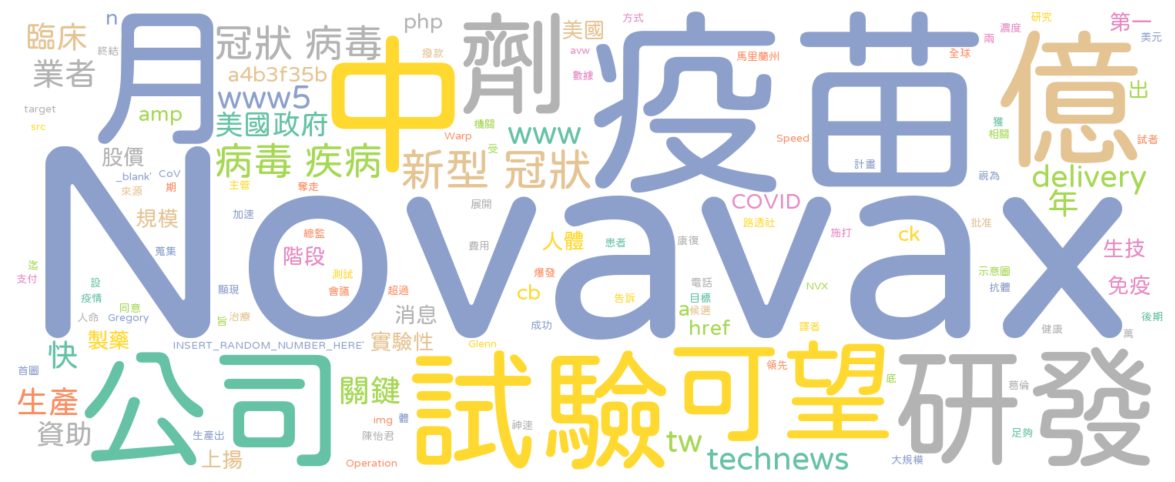 臨床 n 月 冠狀 病毒 php 劑 美國 方式 研究 第一
業者 終結 撥款 avw 數據 馬里蘭州 兩 濃度 全球 美元
a4b3f35b 中 疫苗 億 出
target www5 amp
src 美國政府 機關 www Warp Speed 獲 相關 試者
股價 病毒 疾病 受 新型 冠狀 計畫 視為 delivery
_blank' CoV 期 主管 奪走 年
來源 規模 加速 展開 COVID 路透社 施打 ck 批准
Novavax
蒐集 階段 總監 費用 人體 患者 康復 生技
迄 支付 設 顯現 測試 會議 超過 爆發 電話 示意圖 抗體 免疫
疫情 同意 cb 告訴 目標 NVX
人命 Gregory 旨 治療 消息 成功 a 候選 譯者 健康 萬 後期
製藥 INSERT_RANDOM_NUMBER_HERE' 實驗性 Glenn href
快 公司 試驗 可望 研發
首圖 關鍵 領先 底 葛倫
生產 img 體
資助 生產出 陳怡君 神速 tw 足夠
上揚 Operation technews 大規模